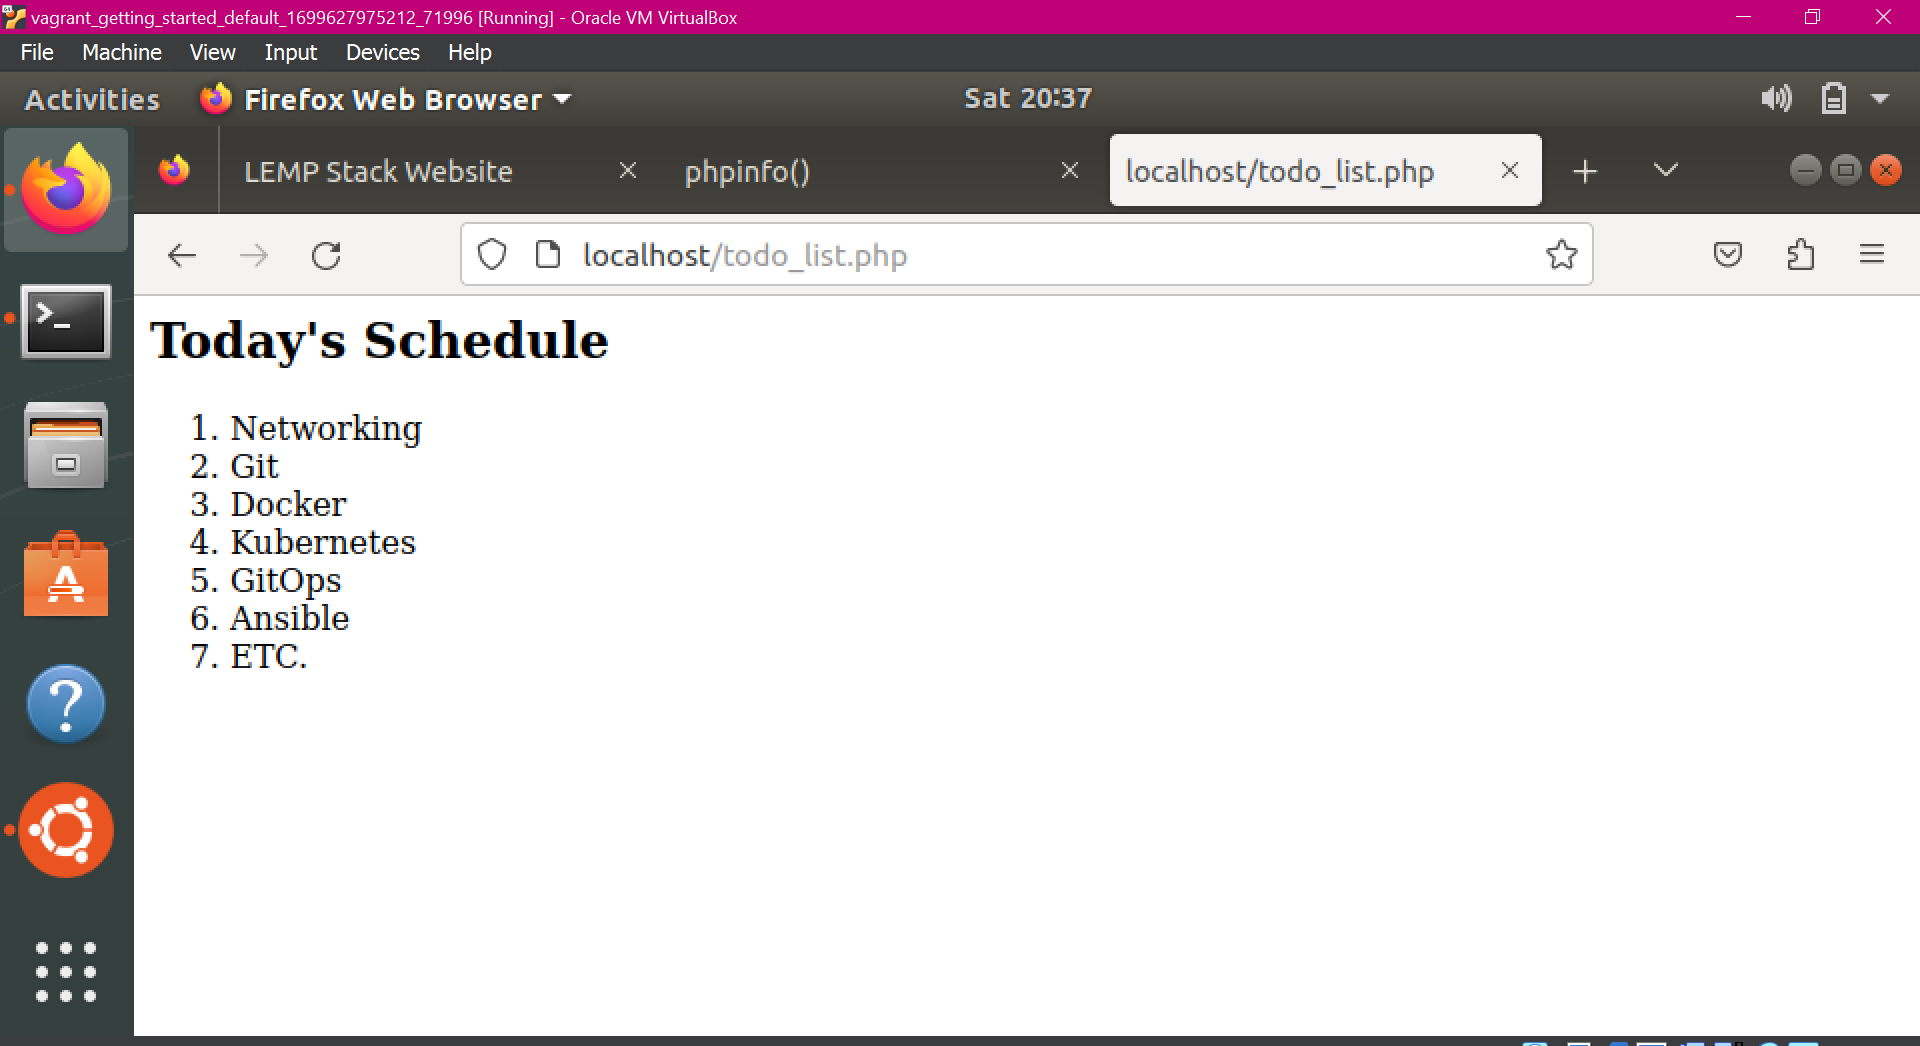 vagrant_getting_started_default_1699627975212_71996 [Running] - Oracle VM VirtualBox
File Machine View Input Devices Help
Activities Firefox Web Browser Sat 20:37
LEMP Stack Website phpinfo() localhost/todo_list.php
localhost/todo_list.php
Today's Schedule
1. Networking
2. Git
3. Docker
4. Kubernetes
5. GitOps
6. Ansible
7. ETC.